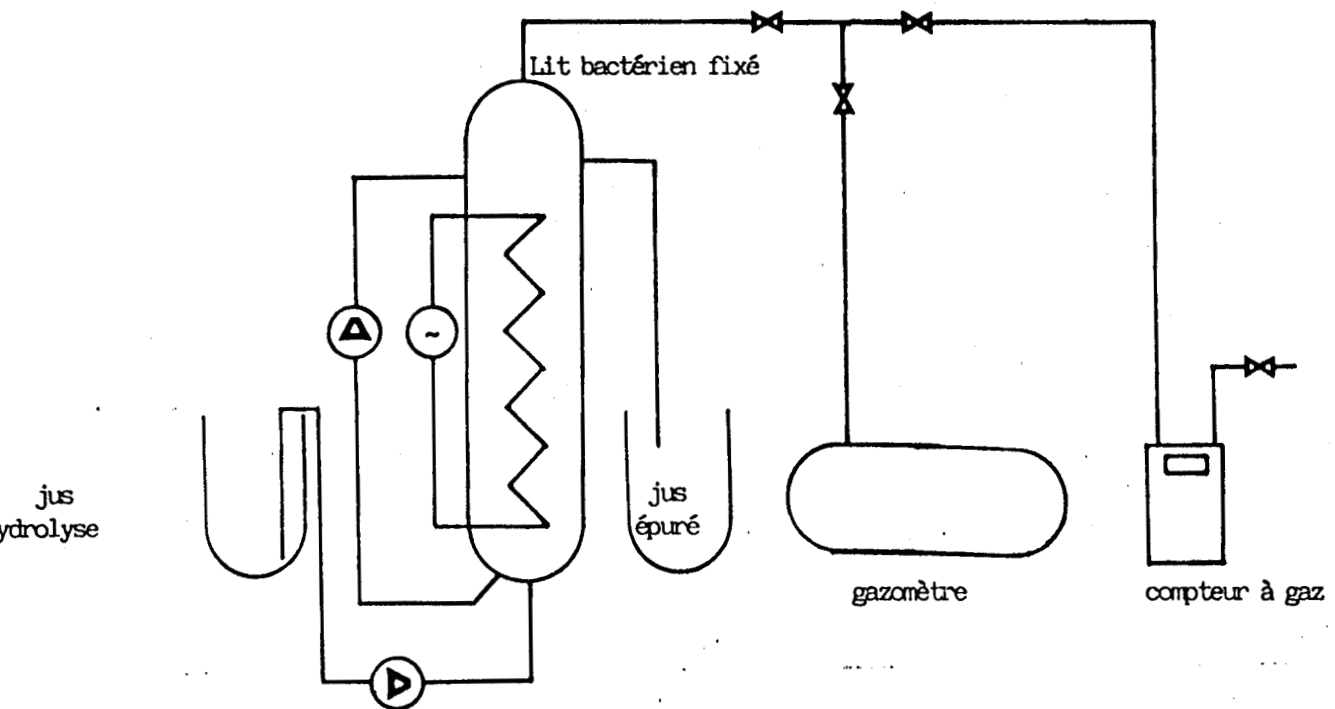 Lit bactérien fixé
jus
ydrolyse
jus
épuré
gazomètre
compteur à gaz
~